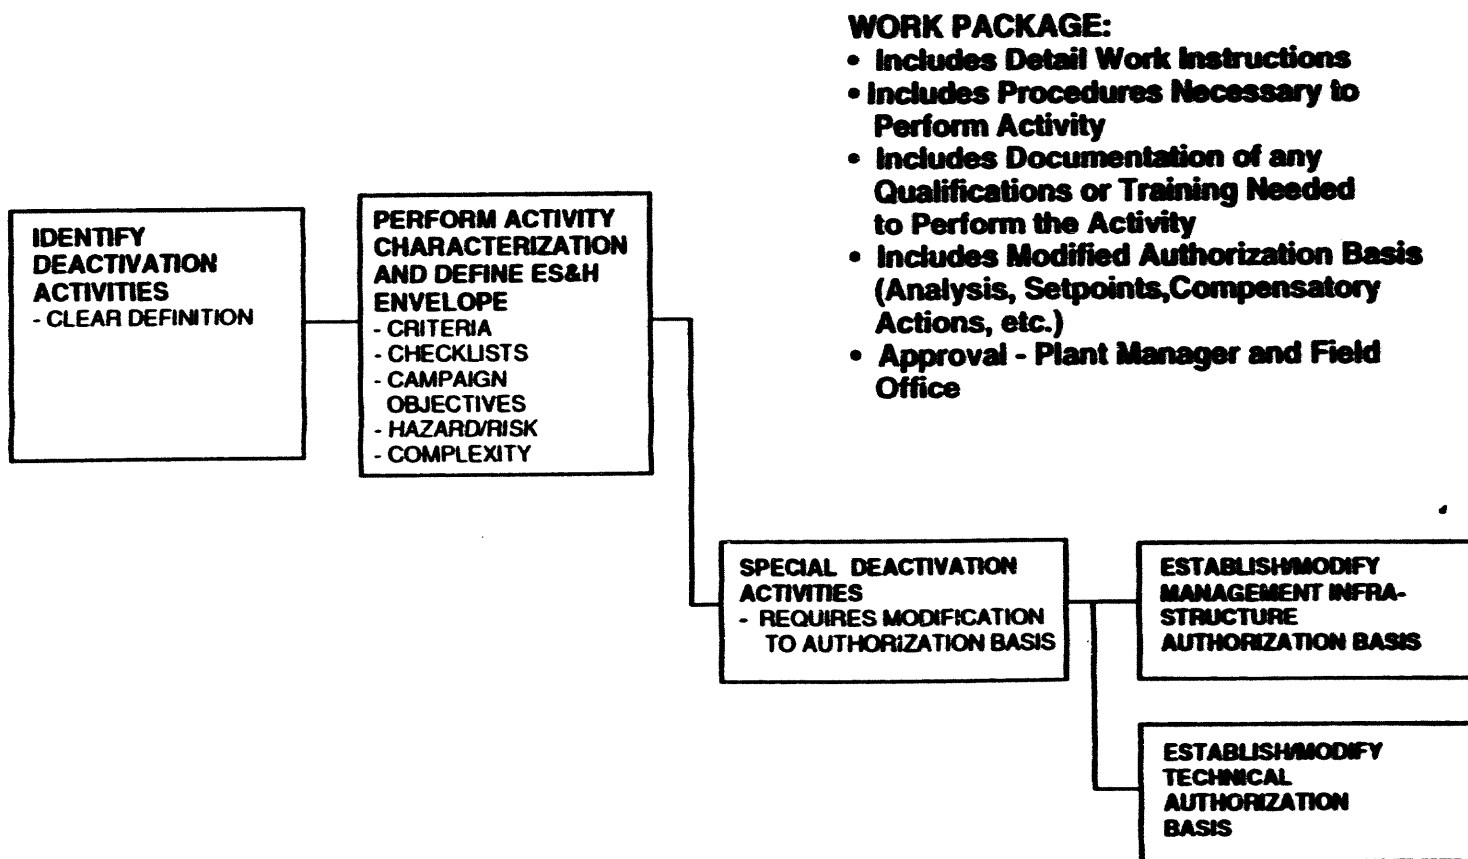 WORK PACKAGE:
• Includes Detail Work Instructions
• Includes Procedures Necessary to
Perform Activity
• Includes Documentation of any
Qualifications or Training Needed
to Perform the Activity
• Includes Modified Authorization Basis
(Analysis, Setpoints,Compensatory
Actions, etc.)
• Approval - Plant Manager and Field
Office
IDENTIFY
DEACTIVATION
ACTIVITIES
- CLEAR DEFINITION
PERFORM ACTIVITY
CHARACTERIZATION
AND DEFINE ES&H
ENVELOPE
- CRITERIA
- CHECKLISTS
- CAMPAIGN
OBJECTIVES
- HAZARD/RISK
- COMPLEXITY
SPECIAL DEACTIVATION
ACTIVITIES
- REQUIRES MODIFICATION
TO AUTHORIZATION BASIS
ESTABLISH/MODIFY
MANAGEMENT INFRA-
STRUCTURE
AUTHORIZATION BASIS
ESTABLISH/MODIFY
TECHNICAL
AUTHORIZATION
BASIS